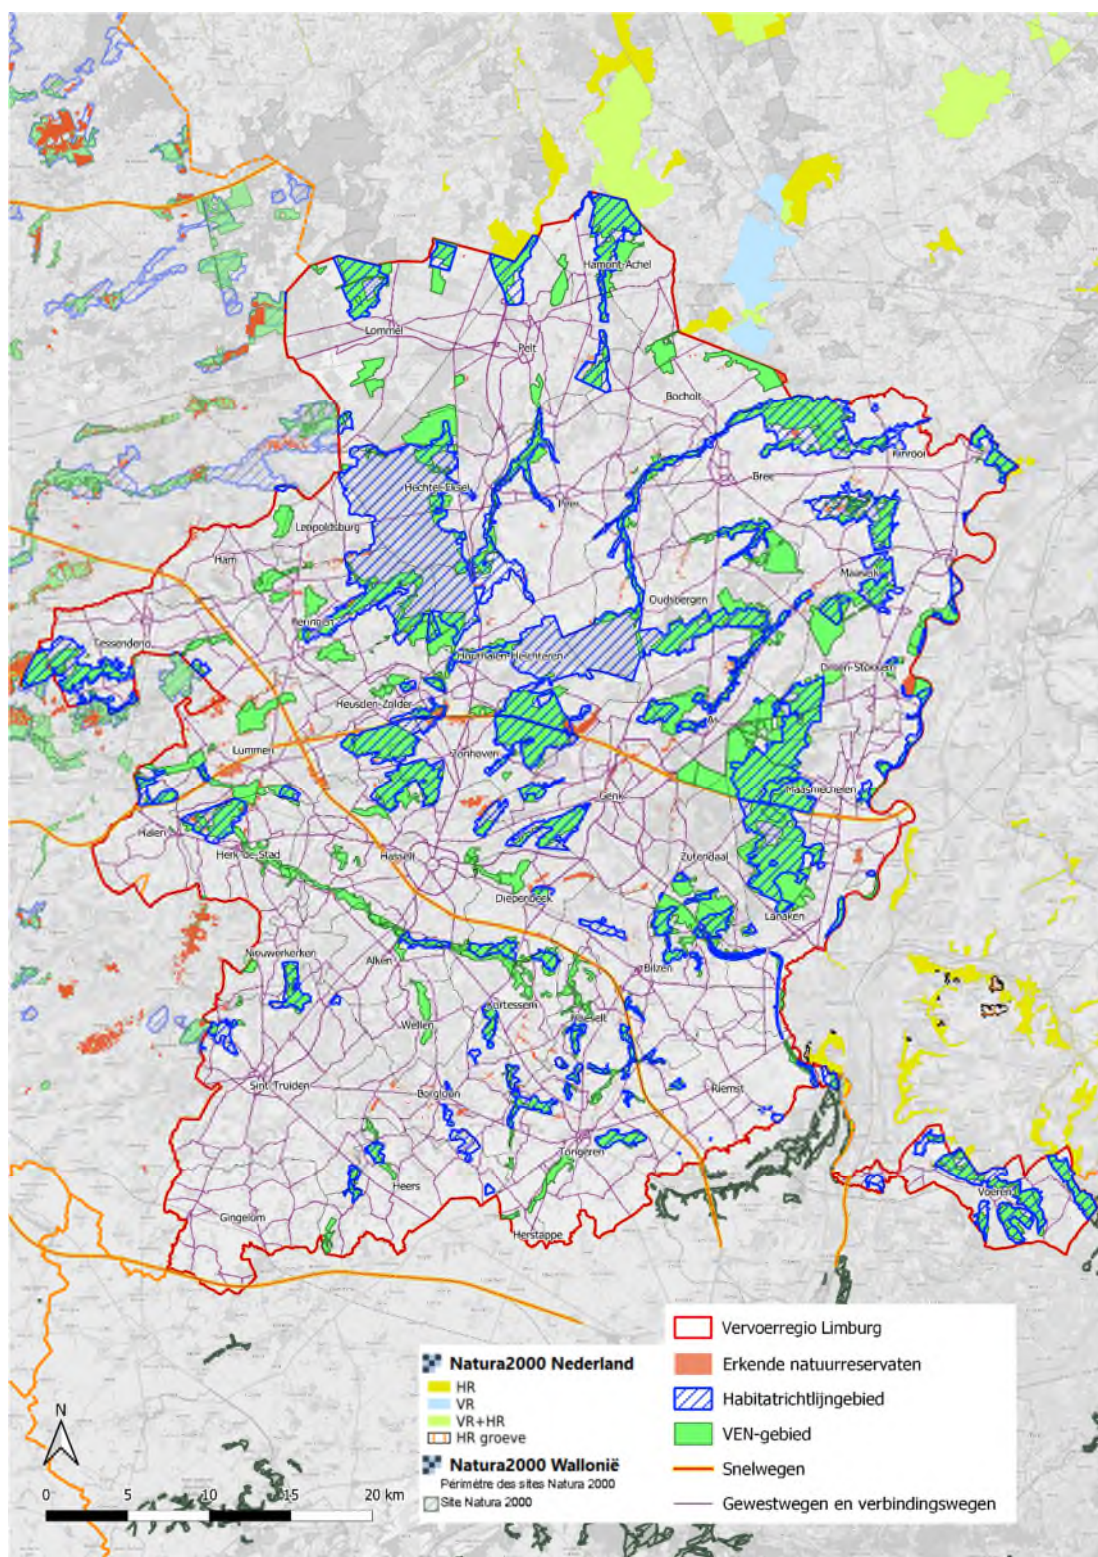 Hamont-Achel
Lommel
Pelt
Bocholt
Kinrooi
Bree
Hechtel-Eksel
Peer
Leopoldsburg
Ham
Maaseik
Oudsbergen
Beringen
Tessenderlo
Houthalen-Helchteren
Dilsen-Stokkem
Heusden-Zolder
As
Lummen
Zonhoven
Maasmechelen
Genk
Halen
Herk-de-Stad
Hasselt
Zutendaal
Diepenbeek
Lanaken
Nieuwerkerken
Alken
Bilzen
Kortessem
Hoeselt
Wellen
Sint-Truiden
Borgloon
Riemst
Tongeren
Heers
Voeren
Gingelom
Herstappe
Vervoerregio Limburg
Erkende natuurreservaten
Habitatrichtlijngebied
VEN-gebied
Snelwegen
Gewestwegen en verbindingswegen
Natura2000 Nederland
HR
VR
VR+HR
HR groeve
Natura2000 Wallonië
Périmètre des sites Natura 2000
Site Natura 2000
N
0 5 10 15 20 km